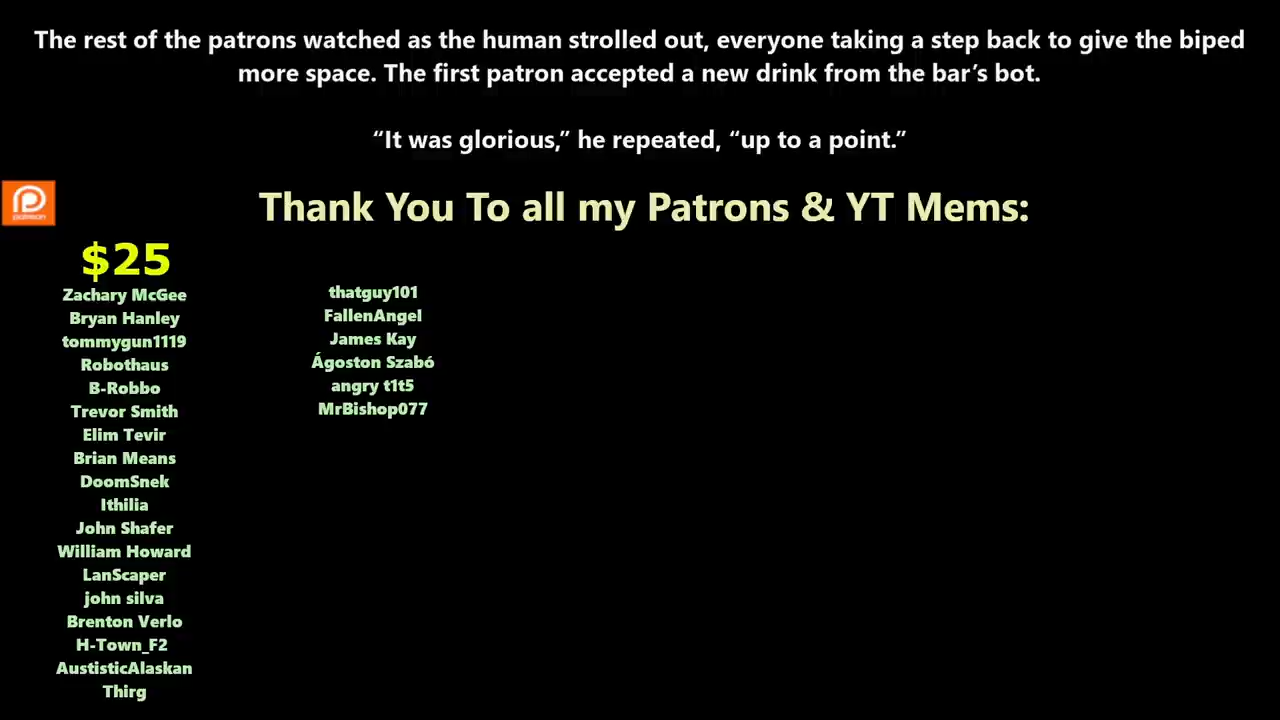 The rest of the patrons watched as the human strolled out, everyone taking a step back to give the biped
more space. The first patron accepted a new drink from the bar’s bot.
“It was glorious,” he repeated, “up to a point.”
patreon
Thank You To all my Patrons & YT Mems:
$25
Zachary McGee
Bryan Hanley
tommygun1119
Robothaus
B-Robbo
Trevor Smith
Elim Tevir
Brian Means
DoomSnek
Ithilia
John Shafer
William Howard
LanScaper
john silva
Brenton Verlo
H-Town_F2
AustisticAlaskan
Thirg
thatguy101
FallenAngel
James Kay
Ágoston Szabó
angry t1t5
MrBishop077